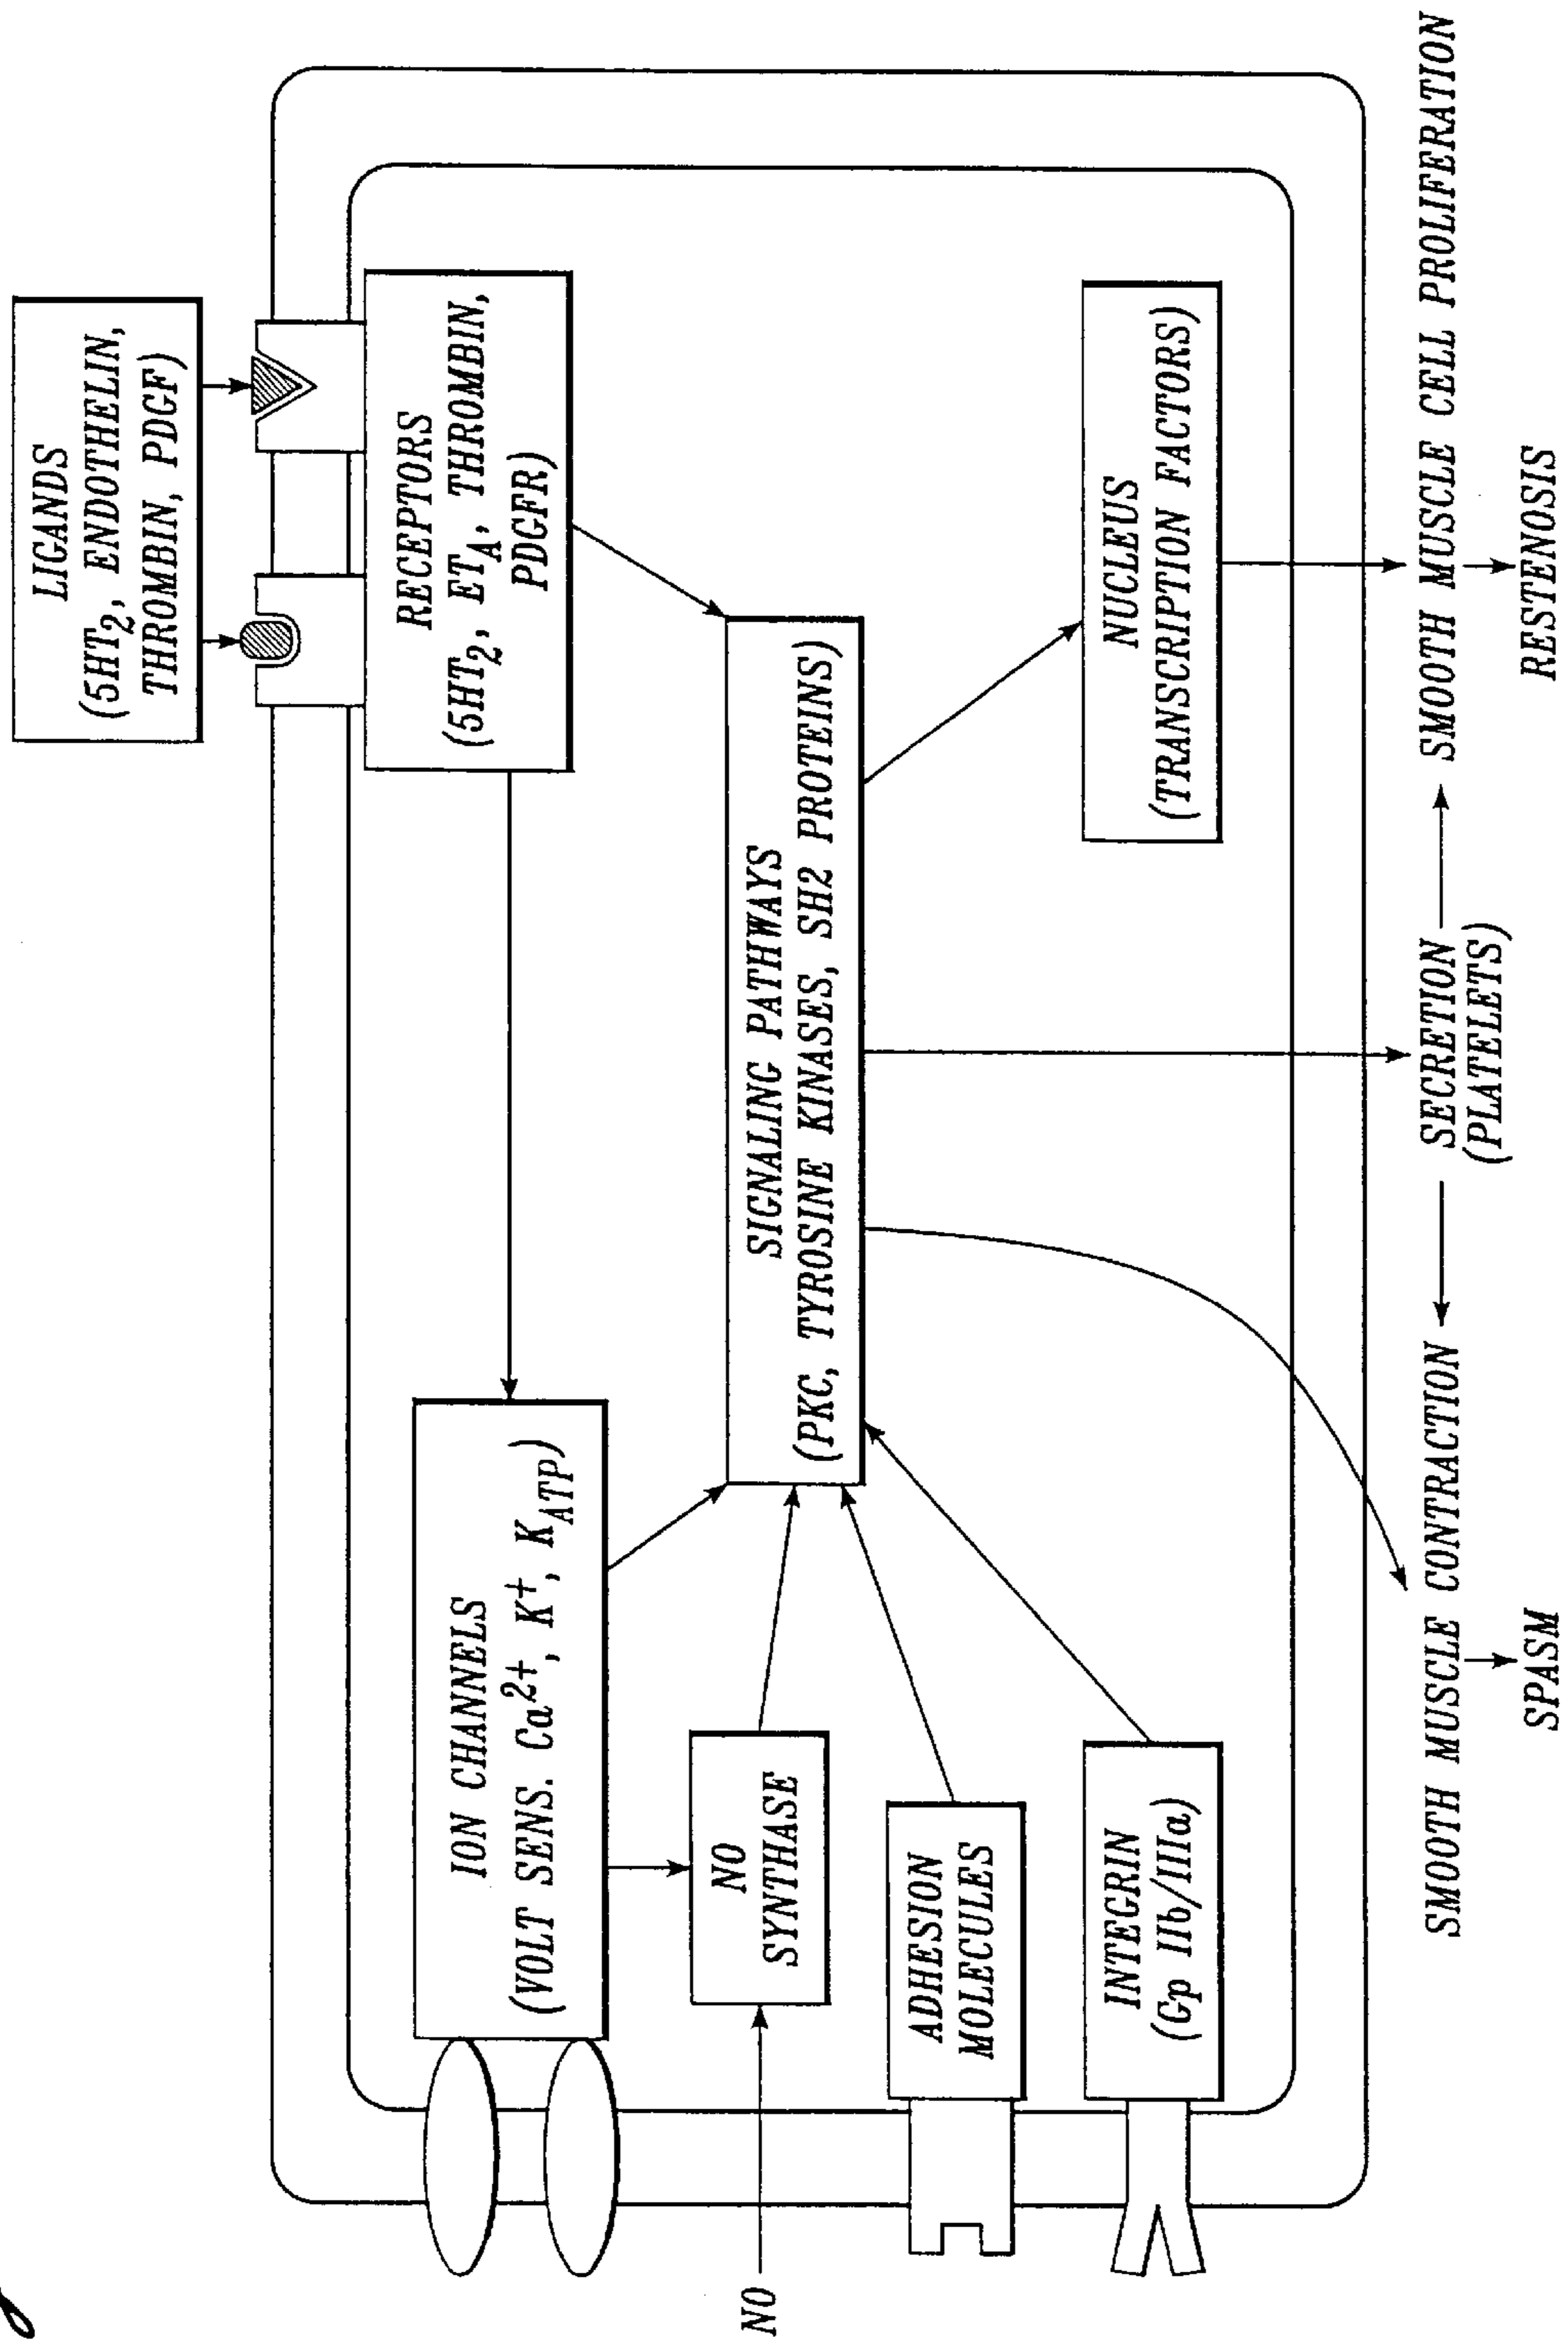 LIGANDS
(5HT2, ENDOTHELIN,
THROMBIN, PDGF)
RECEPTORS
(5HT2, ETA, THROMBIN,
PDGFR)
ION CHANNELS
(VOLT SENS. Ca2+, K+, KATP)
SIGNALING PATHWAYS
(PKC, TYROSINE KINASES, SH2 PROTEINS)
NO
NO
SYNTHASE
ADHESION
MOLECULES
INTEGRIN
(Gp IIb/IIIa)
NUCLEUS
(TRANSCRIPTION FACTORS)
SMOOTH MUSCLE CONTRACTION
SPASM
SECRETION
(PLATELETS)
SMOOTH MUSCLE CELL PROLIFERATION
RESTENOSIS